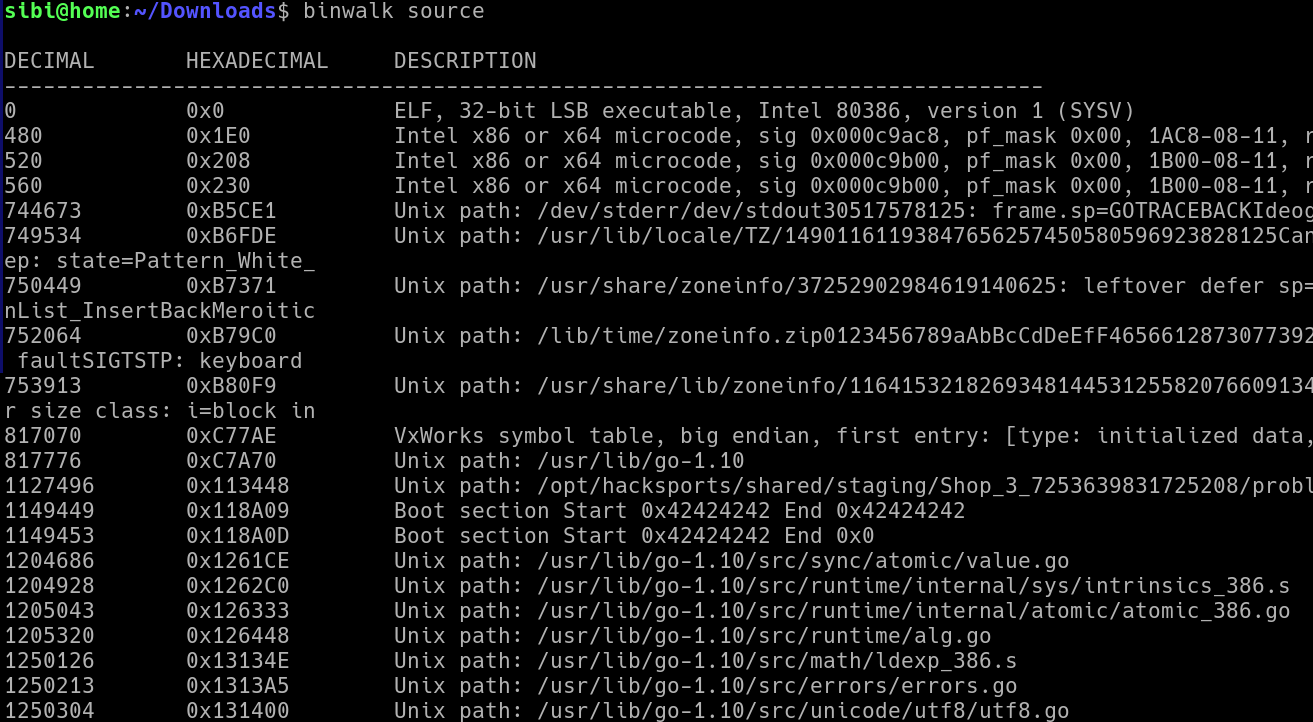 sibi@home:~/Downloads$ binwalk source
DECIMAL       HEXADECIMAL     DESCRIPTION
--------------------------------------------------------------------------------
0             0x0             ELF, 32-bit LSB executable, Intel 80386, version 1 (SYSV)
480           0x1E0           Intel x86 or x64 microcode, sig 0x000c9ac8, pf_mask 0x00, 1AC8-08-11, r
520           0x208           Intel x86 or x64 microcode, sig 0x000c9b00, pf_mask 0x00, 1B00-08-11, r
560           0x230           Intel x86 or x64 microcode, sig 0x000c9b00, pf_mask 0x00, 1B00-08-11, r
744673        0xB5CE1         Unix path: /dev/stderr/dev/stdout30517578125: frame.sp=GOTRACEBACKIdeog
749534        0xB6FDE         Unix path: /usr/lib/locale/TZ/1490116119384765625745058059692382​8125Can
ep: state=Pattern_White_
750449        0xB7371         Unix path: /usr/share/zoneinfo/37252902984619140625: leftover defer sp=
nList_InsertBackMeroitic
752064        0xB79C0         Unix path: /lib/time/zoneinfo.zip0123456789aAbBcCdDeEfF4656612873077392
 faultSIGTSTP: keyboard
753913        0xB80F9         Unix path: /usr/share/lib/zoneinfo/116415321826934814453125582076609134
r size class: i=block in
817070        0xC77AE         VxWorks symbol table, big endian, first entry: [type: initialized data,
817776        0xC7A70         Unix path: /usr/lib/go-1.10
1127496       0x113448        Unix path: /opt/hacksports/shared/staging/Shop_3_7253639831725208/probl
1149449       0x118A09        Boot section Start 0x42424242 End 0x42424242
1149453       0x118A0D        Boot section Start 0x42424242 End 0x0
1204686       0x1261CE        Unix path: /usr/lib/go-1.10/src/sync/atomic/value.go
1204928       0x1262C0        Unix path: /usr/lib/go-1.10/src/runtime/internal/sys/intrinsics_386.s
1205043       0x126333        Unix path: /usr/lib/go-1.10/src/runtime/internal/atomic/atomic_386.go
1205320       0x126448        Unix path: /usr/lib/go-1.10/src/runtime/alg.go
1250126       0x13134E        Unix path: /usr/lib/go-1.10/src/math/ldexp_386.s
1250213       0x1313A5        Unix path: /usr/lib/go-1.10/src/errors/errors.go
1250304       0x131400        Unix path: /usr/lib/go-1.10/src/unicode/utf8/utf8.go